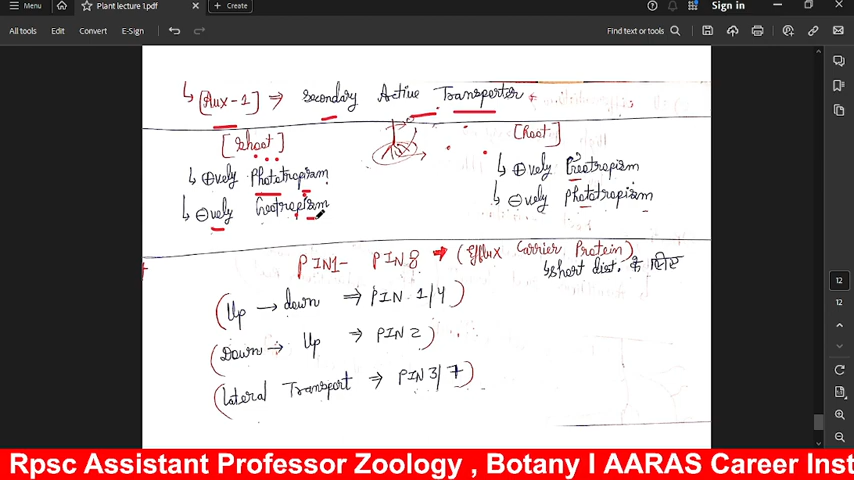 Menu
Plant lecture 1.pdf
Create
Sign in
All tools
Edit
Convert
E-Sign
Find text or tools
[Aux-1] ⇒ Secondary Active Transporter
[Shoot]
↳ ⊕vely Phototropism
↳ ⊖vely Geotropism
[Root]
↳ ⊕vely Geotropism
↳ ⊖vely phototropism
PIN1- PIN8 → (Efflux Carrier Protein)
↳ short dist. के लिए
(Up → down ⇒ PIN 1/4)
(Down → Up ⇒ PIN 2)
(lateral Transport ⇒ PIN 3/7)
12
12
Rpsc Assistant Professor Zoology , Botany I AARAS Career Inst